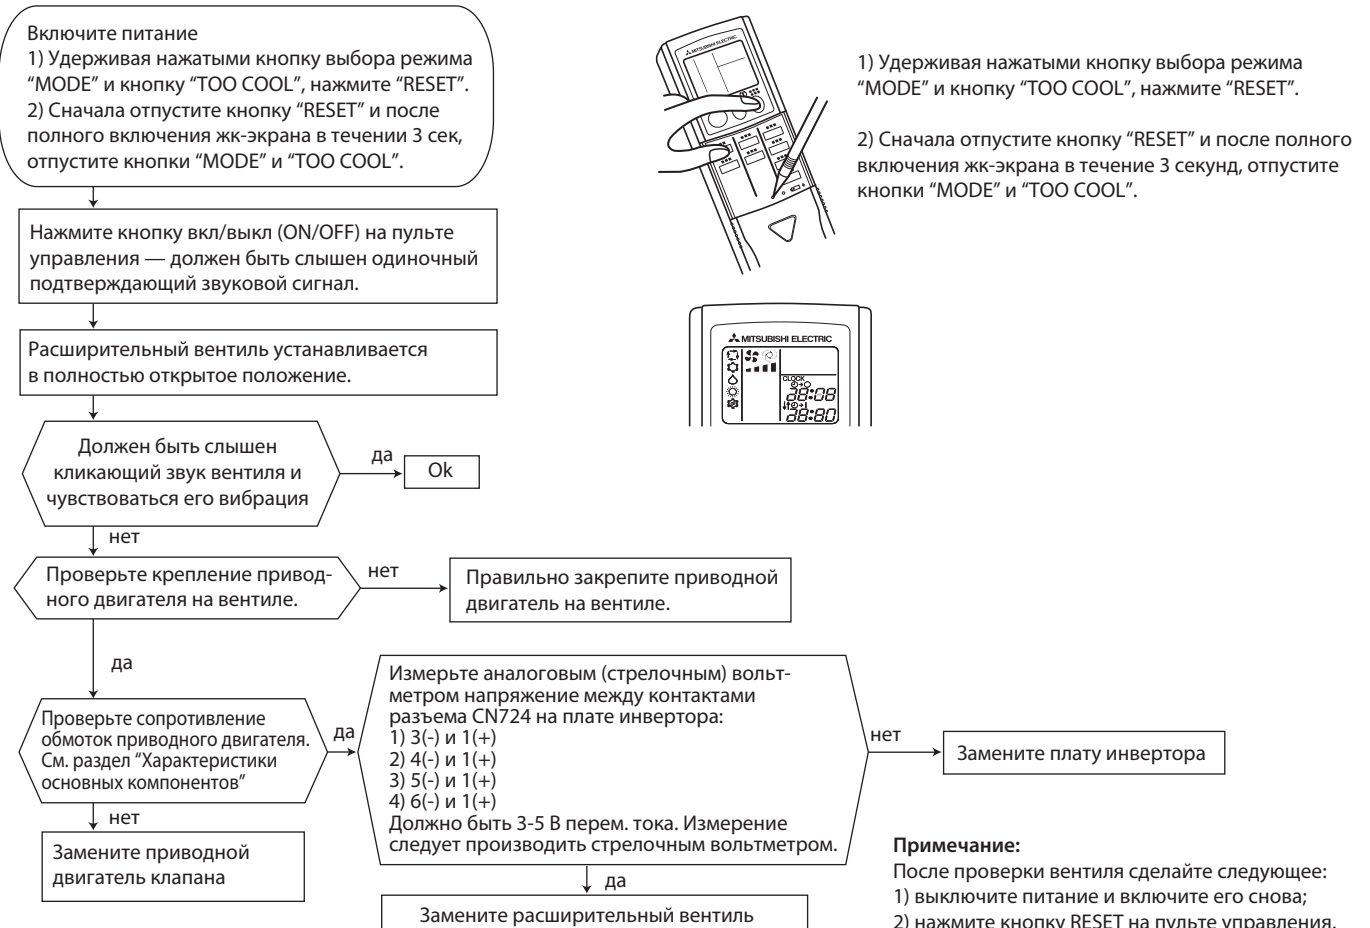 Включите питание
1) Удерживая нажатыми кнопку выбора режима
“MODE” и кнопку “TOO COOL”, нажмите “RESET”.
2) Сначала отпустите кнопку “RESET” и после
полного включения жк-экрана в течении 3 сек,
отпустите кнопки “MODE” и “TOO COOL”.
Нажмите кнопку вкл/выкл (ON/OFF) на пульте
управления — должен быть слышен одиночный
подтверждающий звуковой сигнал.
Расширительный вентиль устанавливается
в полностью открытое положение.
Должен быть слышен
кликающий звук вентиля и
чувствоваться его вибрация
да
Ok
нет
Проверьте крепление привод-
ного двигателя на вентиле.
нет
Правильно закрепите приводной
двигатель на вентиле.
да
Проверьте сопротивление
обмоток приводного двигателя.
См. раздел “Характеристики
основных компонентов”
да
нет
Замените приводной
двигатель клапана
Измерьте аналоговым (стрелочным) вольт-
метром напряжение между контактами
разъема CN724 на плате инвертора:
1) 3(-) и 1(+)
2) 4(-) и 1(+)
3) 5(-) и 1(+)
4) 6(-) и 1(+)
Должно быть 3-5 В перем. тока. Измерение
следует производить стрелочным вольтметром.
нет
Замените плату инвертора
да
Замените расширительный вентиль
MITSUBISHI ELECTRIC
1) Удерживая нажатыми кнопку выбора режима
“MODE” и кнопку “TOO COOL”, нажмите “RESET”.
2) Сначала отпустите кнопку “RESET” и после полного
включения жк-экрана в течение 3 секунд, отпустите
кнопки “MODE” и “TOO COOL”.
MITSUBISHI ELECTRIC
CLOCK
28:08
28:80
Примечание:
После проверки вентиля сделайте следующее:
1) выключите питание и включите его снова;
2) нажмите кнопку RESET на пульте управления.